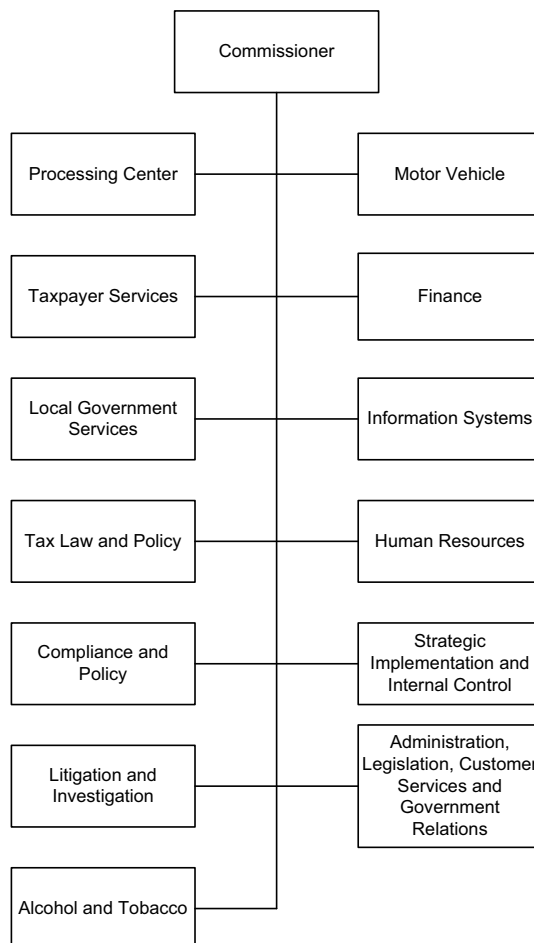 Commissioner
Processing Center
Motor Vehicle
Taxpayer Services
Finance
Local Government
Services
Information Systems
Tax Law and Policy
Human Resources
Compliance and
Policy
Strategic
Implementation and
Internal Control
Litigation and
Investigation
Administration,
Legislation, Customer
Services and
Government
Relations
Alcohol and Tobacco